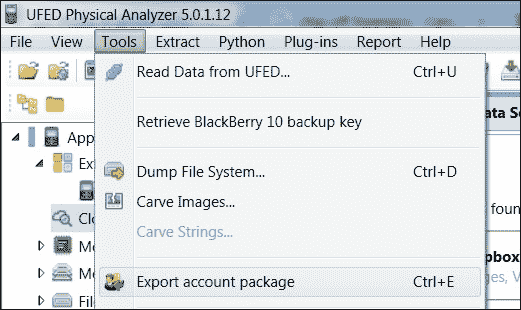 UFED Physical Analyzer 5.0.1.12
File View Tools Extract Python Plug-ins Report Help
Read Data from UFED... Ctrl+U
Retrieve BlackBerry 10 backup key
ata Se
App
Dump File System... Ctrl+D
Ext
Carve Images...
foun
Clo
Carve Strings...
Me
pbox
Me
Export account package Ctrl+E
es, V
File